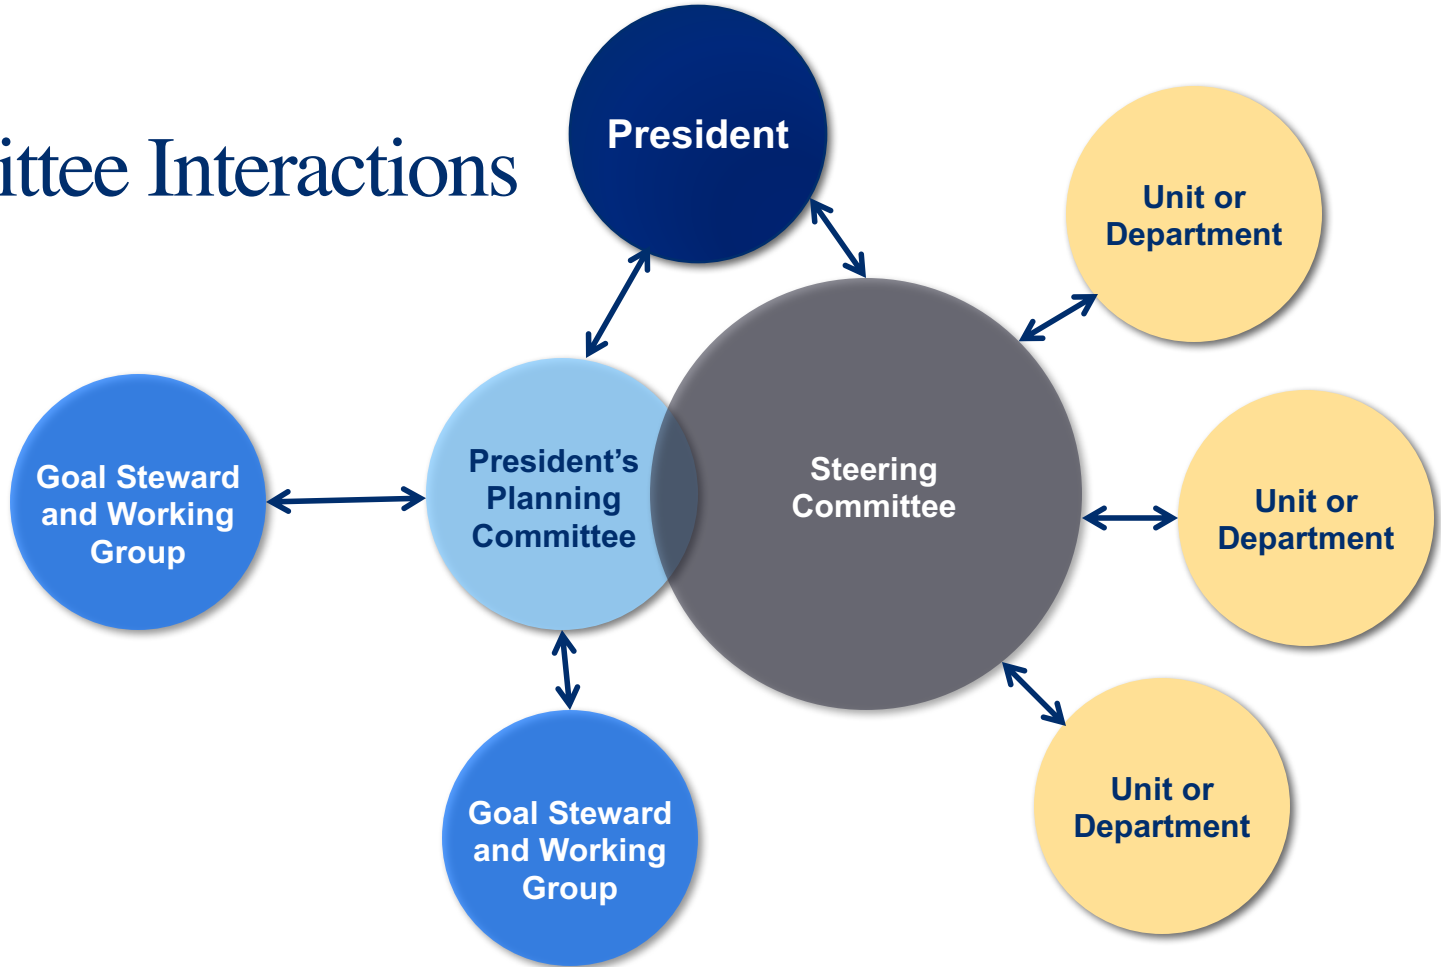 ittee Interactions
President
Unit or
Department
Goal Steward
and Working
Group
President’s
Planning
Committee
Steering
Committee
Unit or
Department
Goal Steward
and Working
Group
Unit or
Department